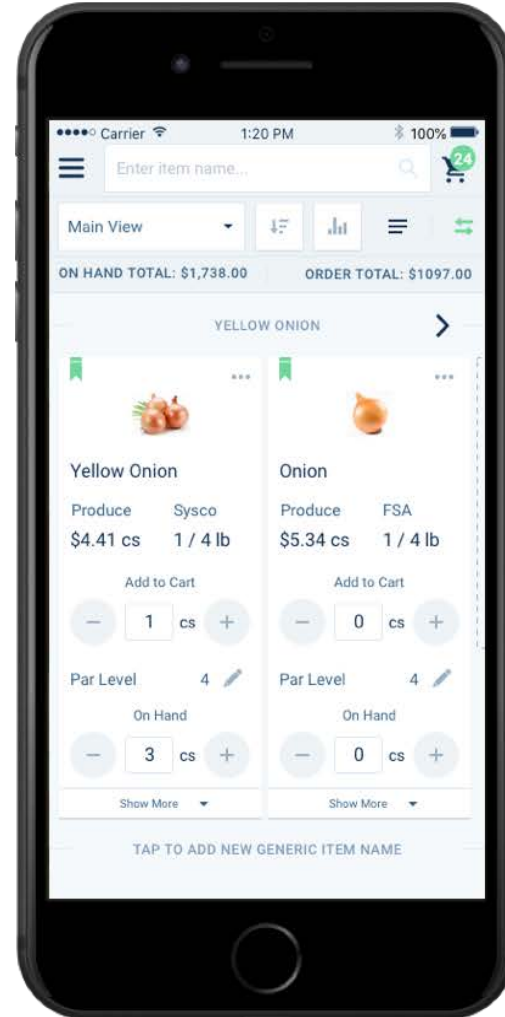 Carrier 1:20 PM 100%
Enter item name... 24
Main View
ON HAND TOTAL: $1,738.00 ORDER TOTAL: $1097.00
YELLOW ONION
Yellow Onion Onion
Produce Sysco Produce FSA
$4.41 cs 1 / 4 lb $5.34 cs 1 / 4 lb
Add to Cart Add to Cart
− 1 cs + − 0 cs +
Par Level 4 Par Level 4
On Hand On Hand
− 3 cs + − 0 cs +
Show More Show More
TAP TO ADD NEW GENERIC ITEM NAME